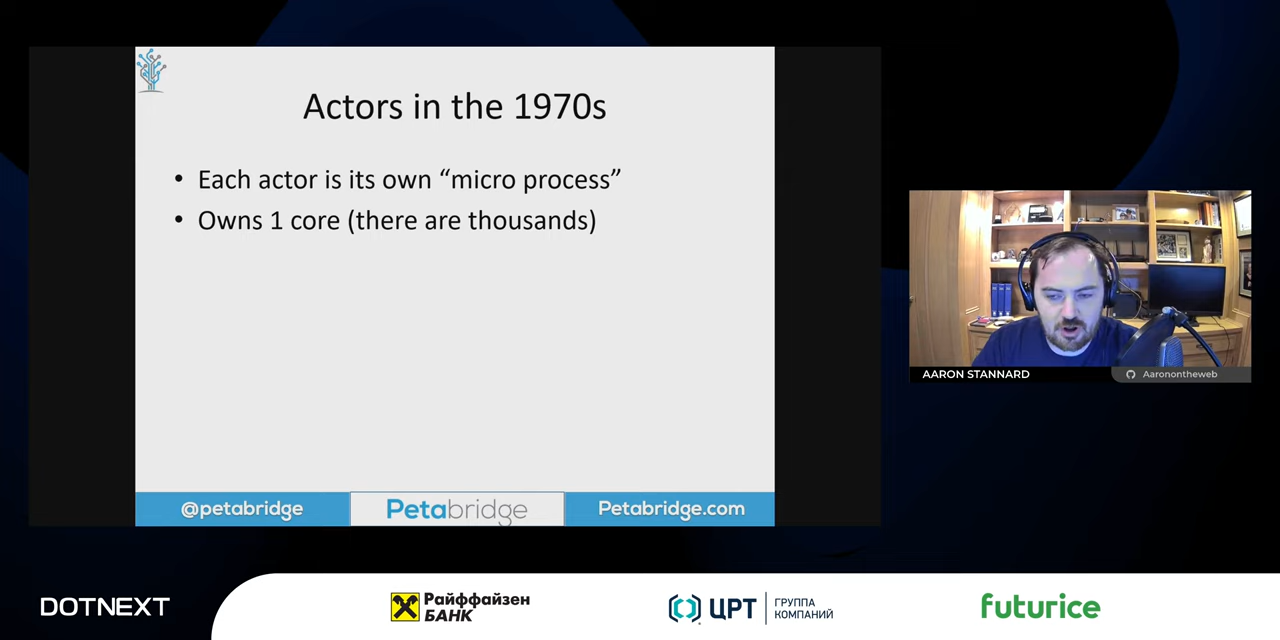 Actors in the 1970s
• Each actor is its own “micro process”
• Owns 1 core (there are thousands)
@petabridge
Petabridge
Petabridge.com
AARON STANNARD
Aaronontheweb
DOTNEXT
Райффайзен
БАНК
ЦРТ
ГРУППА
КОМПАНИЙ
futurice